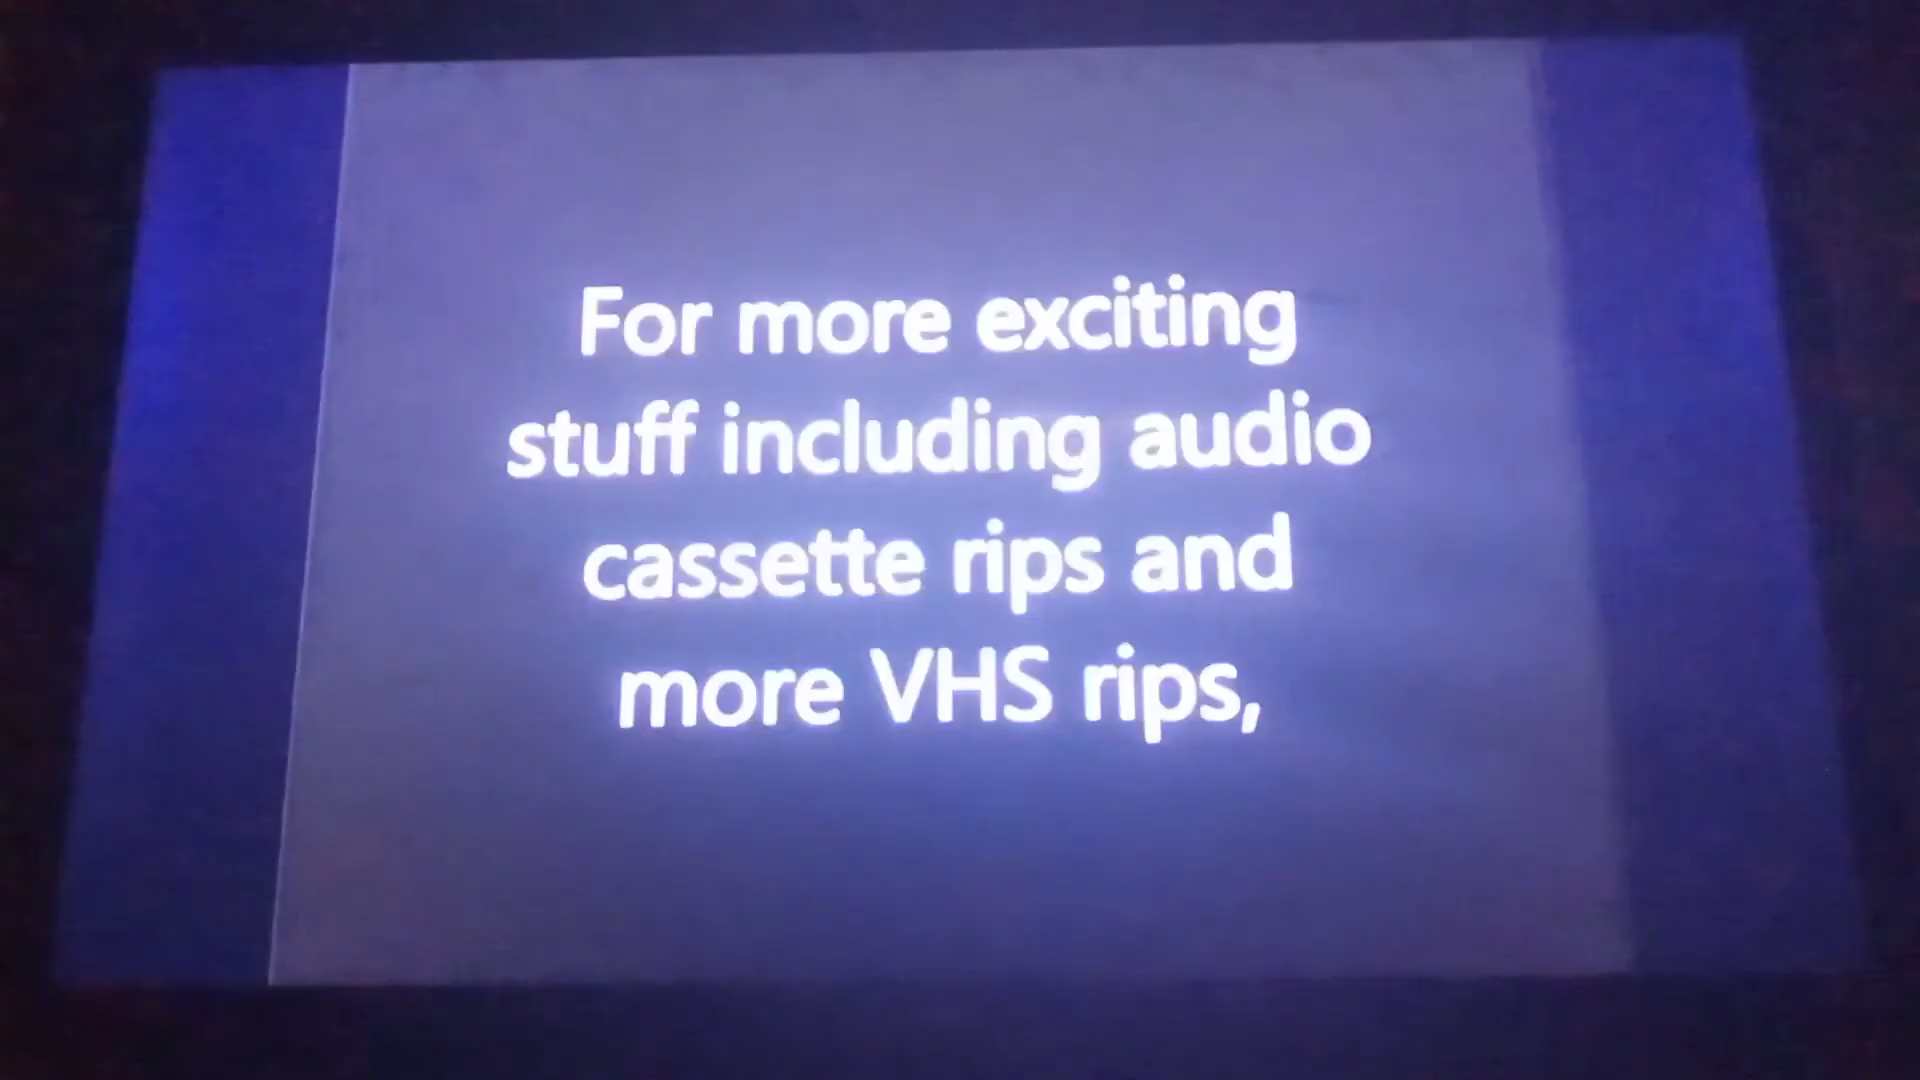 For more exciting
stuff including audio
cassette rips and
more VHS rips,